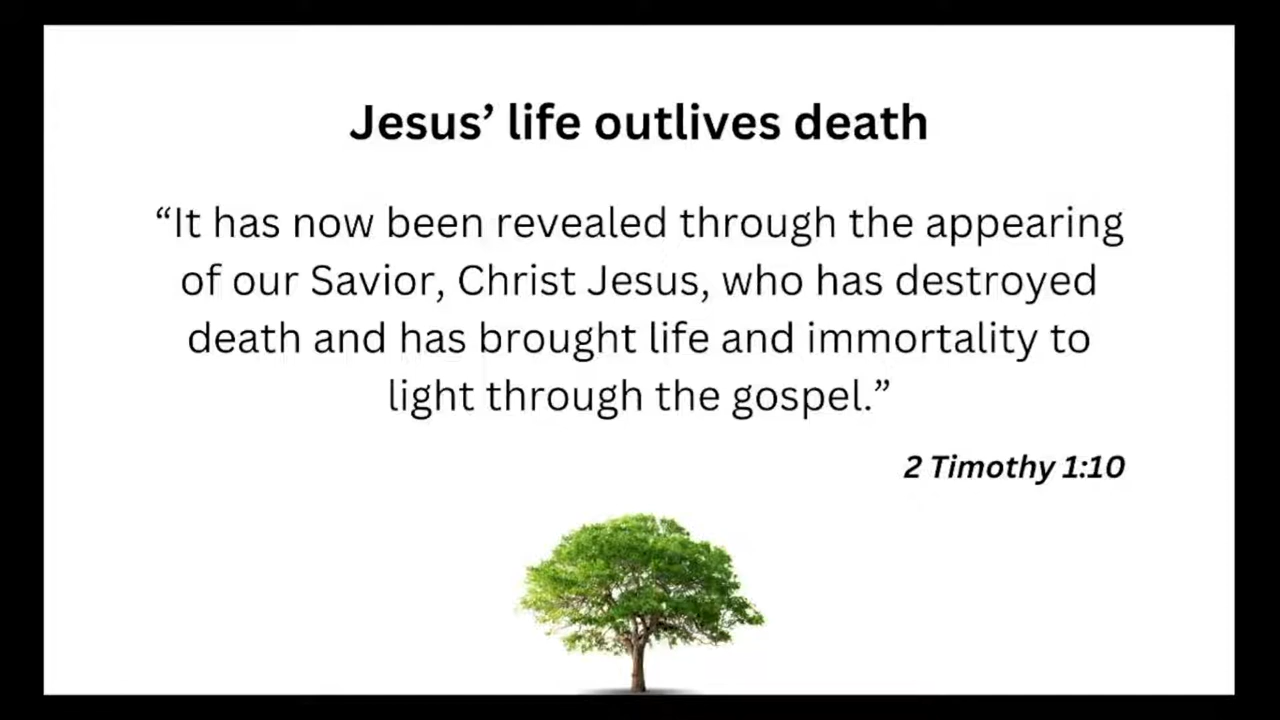 Jesus’ life outlives death
“It has now been revealed through the appearing
of our Savior, Christ Jesus, who has destroyed
death and has brought life and immortality to
light through the gospel.”
2 Timothy 1:10